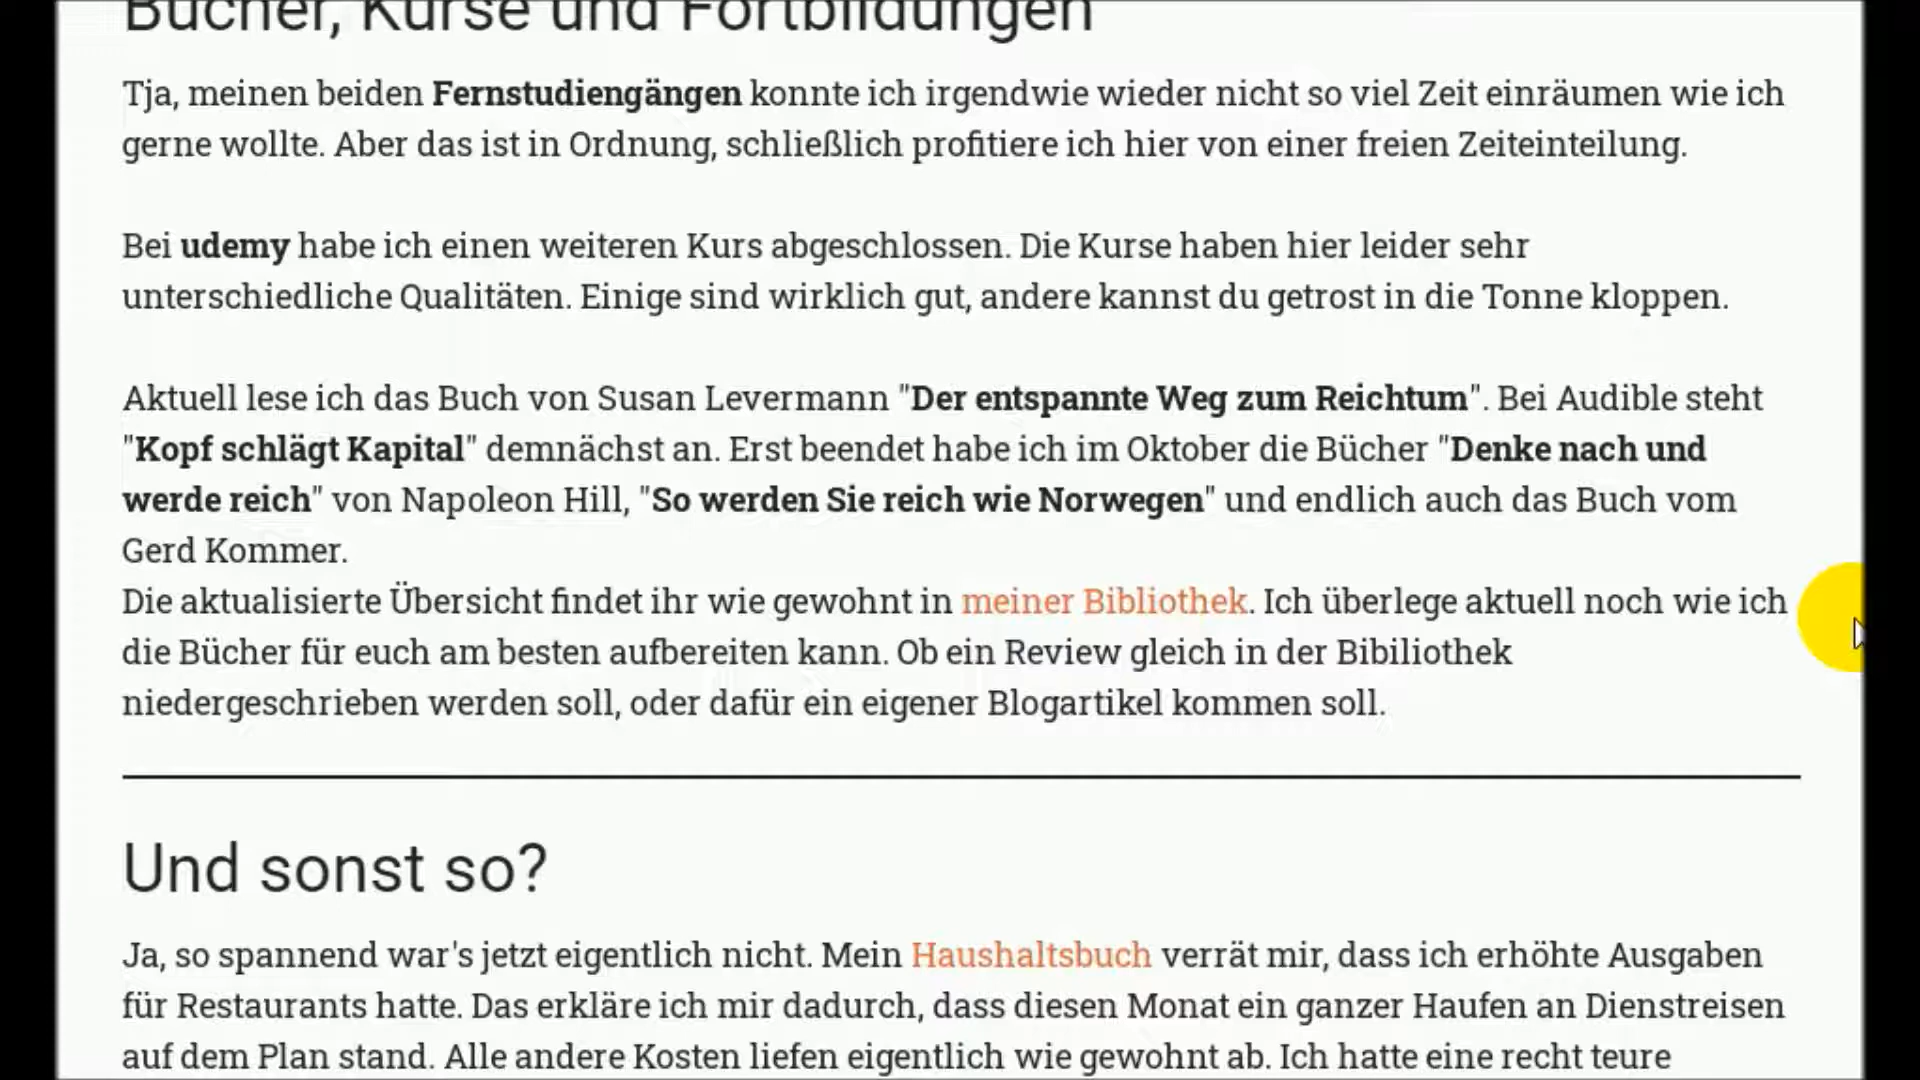 Bücher, Kurse und Fortbildungen
Tja, meinen beiden Fernstudiengängen konnte ich irgendwie wieder nicht so viel Zeit einräumen wie ich
gerne wollte. Aber das ist in Ordnung, schließlich profitiere ich hier von einer freien Zeiteinteilung.
Bei udemy habe ich einen weiteren Kurs abgeschlossen. Die Kurse haben hier leider sehr
unterschiedliche Qualitäten. Einige sind wirklich gut, andere kannst du getrost in die Tonne kloppen.
Aktuell lese ich das Buch von Susan Levermann "Der entspannte Weg zum Reichtum". Bei Audible steht
"Kopf schlägt Kapital" demnächst an. Erst beendet habe ich im Oktober die Bücher "Denke nach und
werde reich" von Napoleon Hill, "So werden Sie reich wie Norwegen" und endlich auch das Buch vom
Gerd Kommer.
Die aktualisierte Übersicht findet ihr wie gewohnt in meiner Bibliothek. Ich überlege aktuell noch wie ich
die Bücher für euch am besten aufbereiten kann. Ob ein Review gleich in der Bibiliothek
niedergeschrieben werden soll, oder dafür ein eigener Blogartikel kommen soll.
Und sonst so?
Ja, so spannend war's jetzt eigentlich nicht. Mein Haushaltsbuch verrät mir, dass ich erhöhte Ausgaben
für Restaurants hatte. Das erkläre ich mir dadurch, dass diesen Monat ein ganzer Haufen an Dienstreisen
auf dem Plan stand. Alle andere Kosten liefen eigentlich wie gewohnt ab. Ich hatte eine recht teure